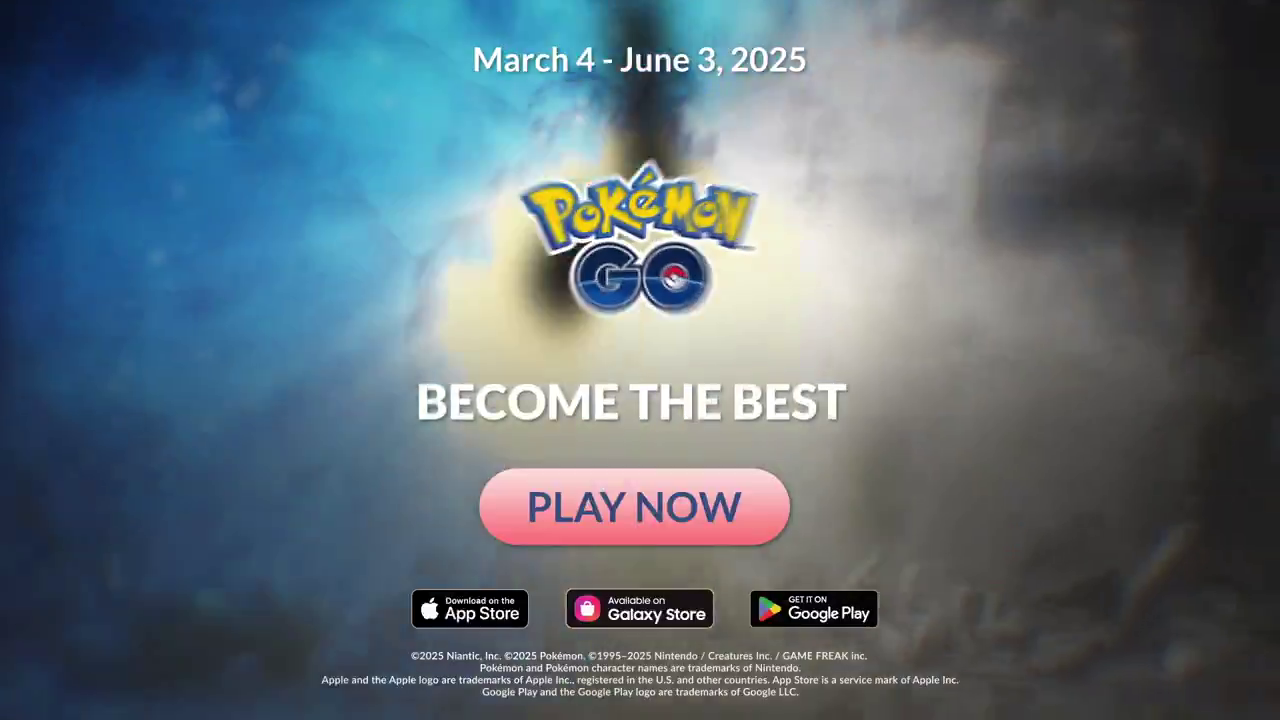 March 4 - June 3, 2025
POKéMON
GO
BECOME THE BEST
PLAY NOW
Download on the
App Store
Available on
Galaxy Store
GET IT ON
Google Play
©2025 Niantic, Inc. ©2025 Pokémon. ©1995–2025 Nintendo / Creatures Inc. / GAME FREAK inc.
Pokémon and Pokémon character names are trademarks of Nintendo.
Apple and the Apple logo are trademarks of Apple Inc., registered in the U.S. and other countries. App Store is a service mark of Apple Inc.
Google Play and the Google Play logo are trademarks of Google LLC.